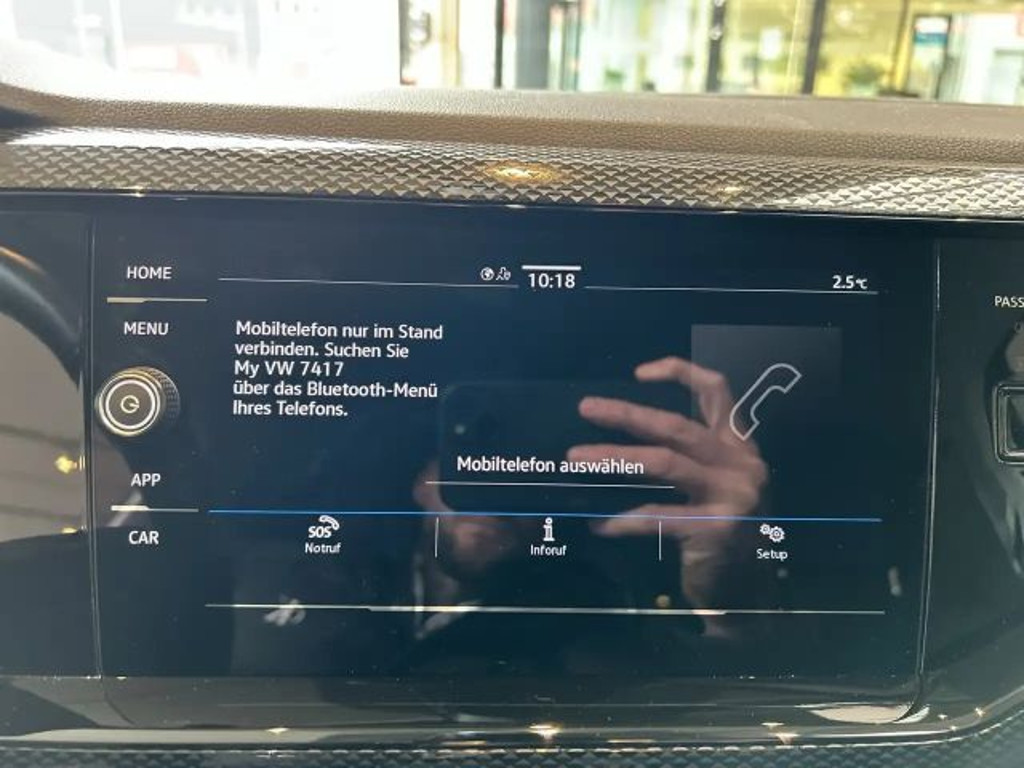 HOME
10:18
2.5°C
MENU
Mobiltelefon nur im Stand
verbinden. Suchen Sie
My VW 7417
über das Bluetooth-Menü
Ihres Telefons.
Mobiltelefon auswählen
APP
CAR
SOS
Notruf
Inforuf
Setup
PASS